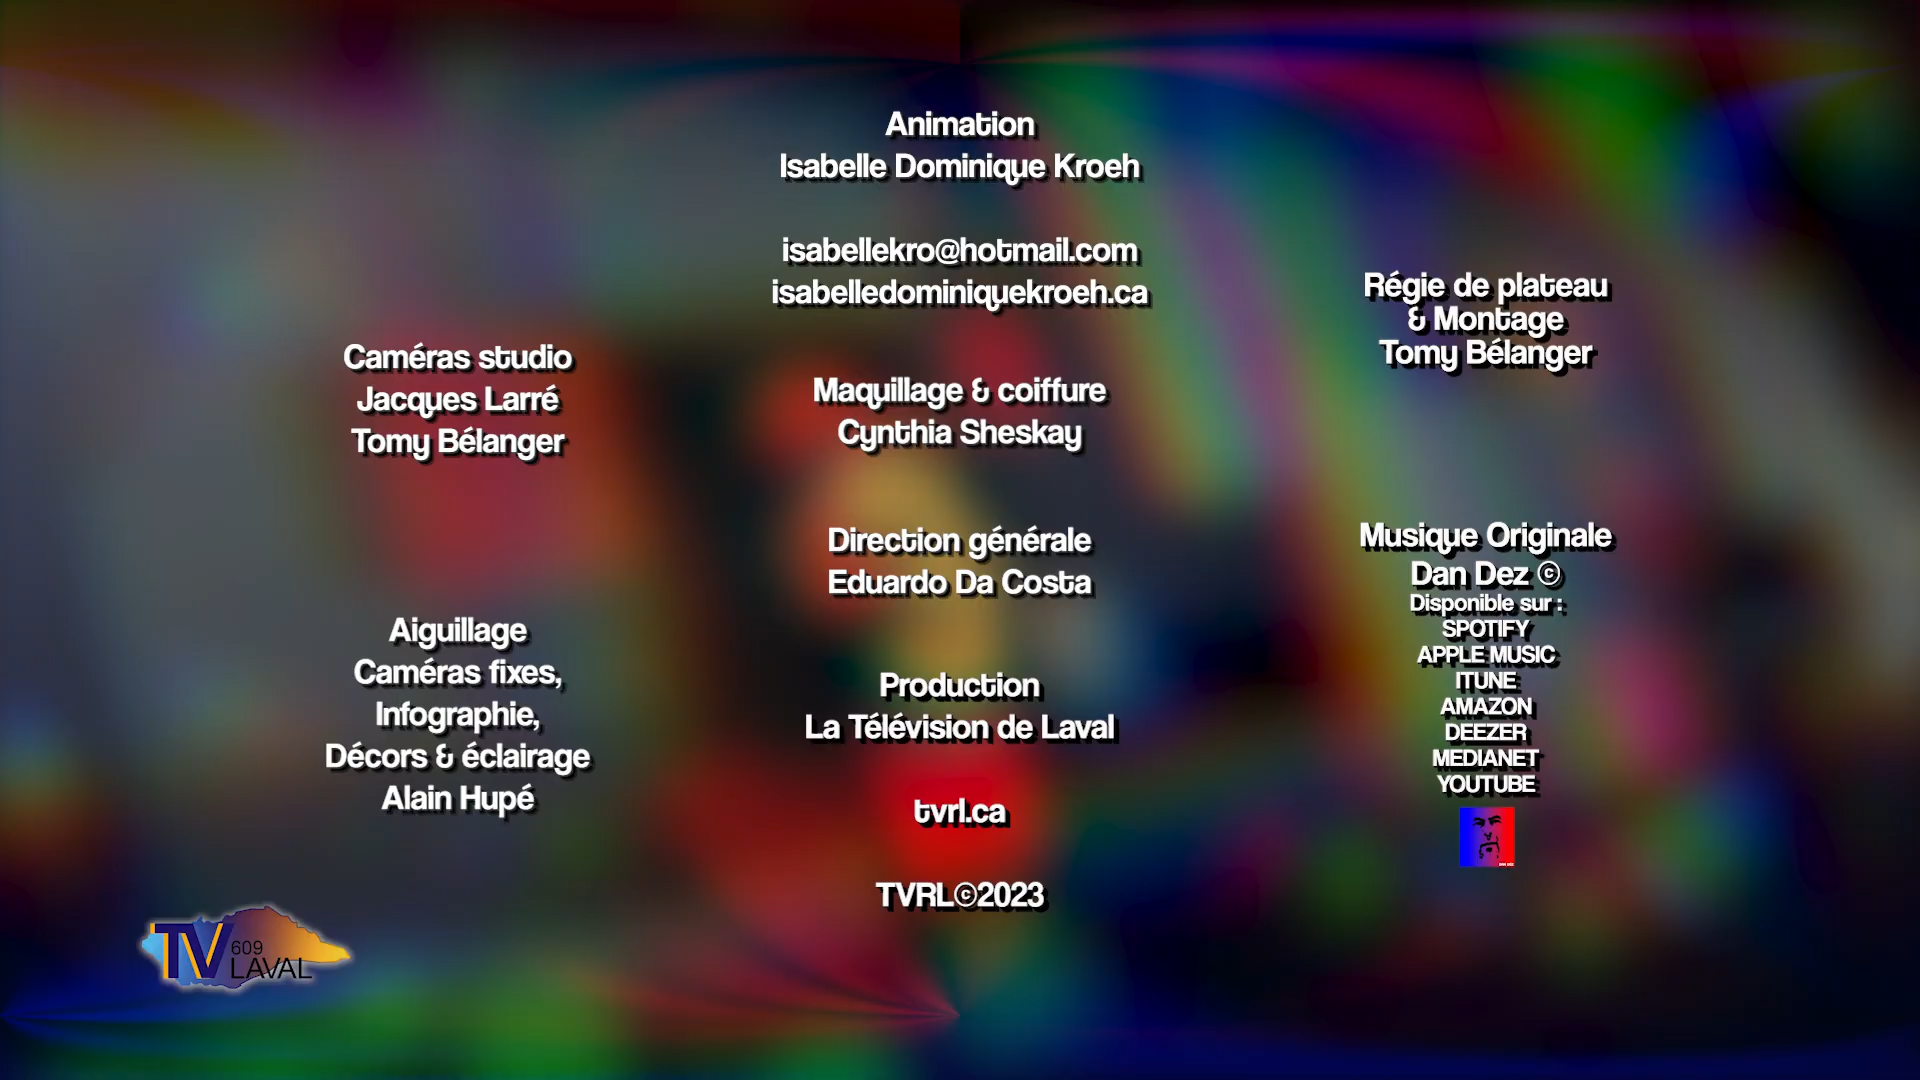 Animation
Isabelle Dominique Kroeh
isabellekro@hotmail.com
isabelledominiquekroeh.ca
Maquillage & coiffure
Cynthia Sheskay
Direction générale
Eduardo Da Costa
Production
La Télévision de Laval
tvrl.ca
TVRL©2023
Caméras studio
Jacques Larré
Tomy Bélanger
Aiguillage
Caméras fixes,
Infographie,
Décors & éclairage
Alain Hupé
Régie de plateau
& Montage
Tomy Bélanger
Musique Originale
Dan Dez ©
Disponible sur :
SPOTIFY
APPLE MUSIC
ITUNE
AMAZON
DEEZER
MEDIANET
YOUTUBE
TV 609
LAVAL